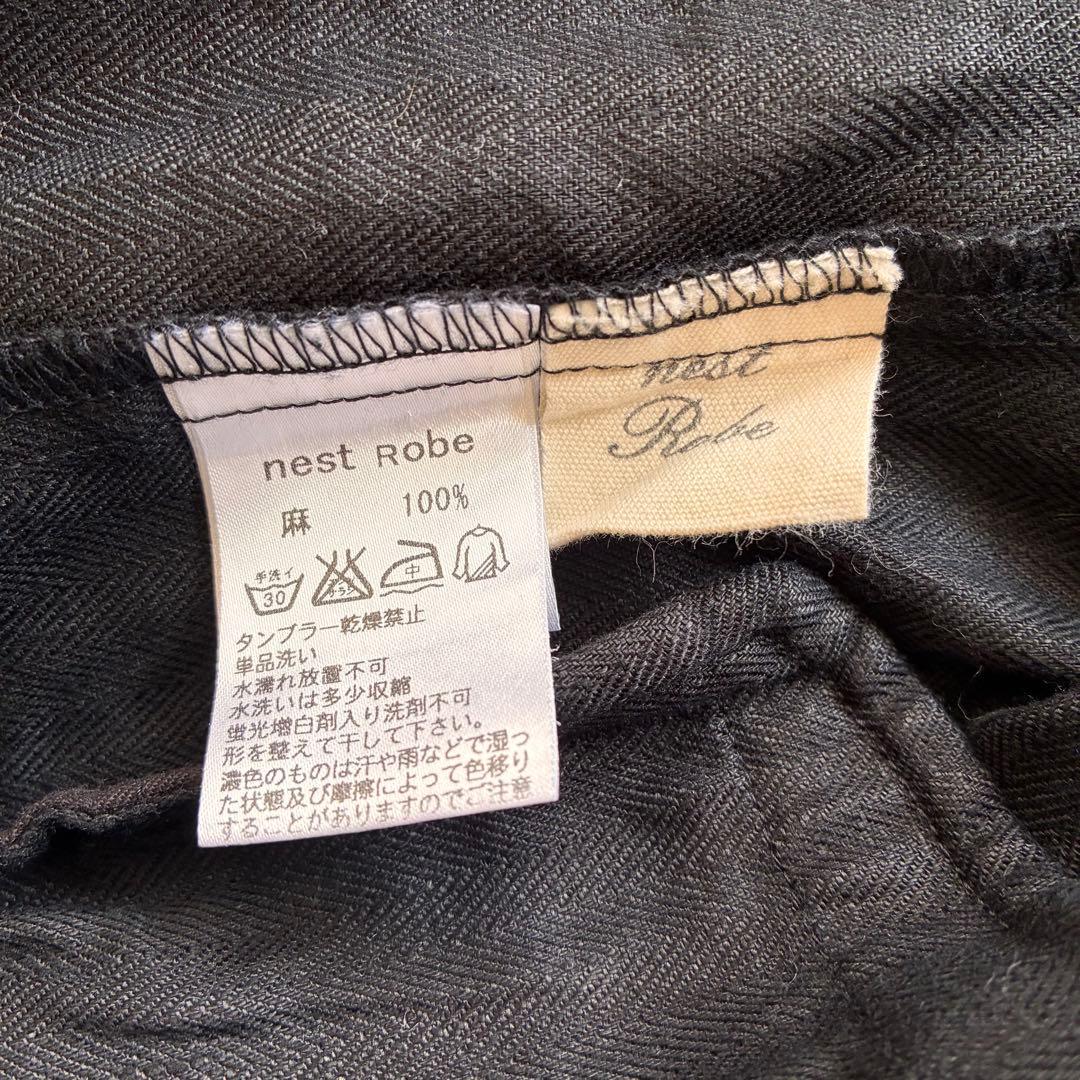 nest Robe
麻 100%
手洗イ
30
サラシ
中
タンブラー乾燥禁止
単品洗い
水濡れ放置不可
水洗いは多少収縮
蛍光増白剤入り洗剤不可
形を整えて干して下さい。
濃色のものは汗や雨などで湿っ
た状態及び摩擦によって色移り
することがありますのでご注意
nest
Robe